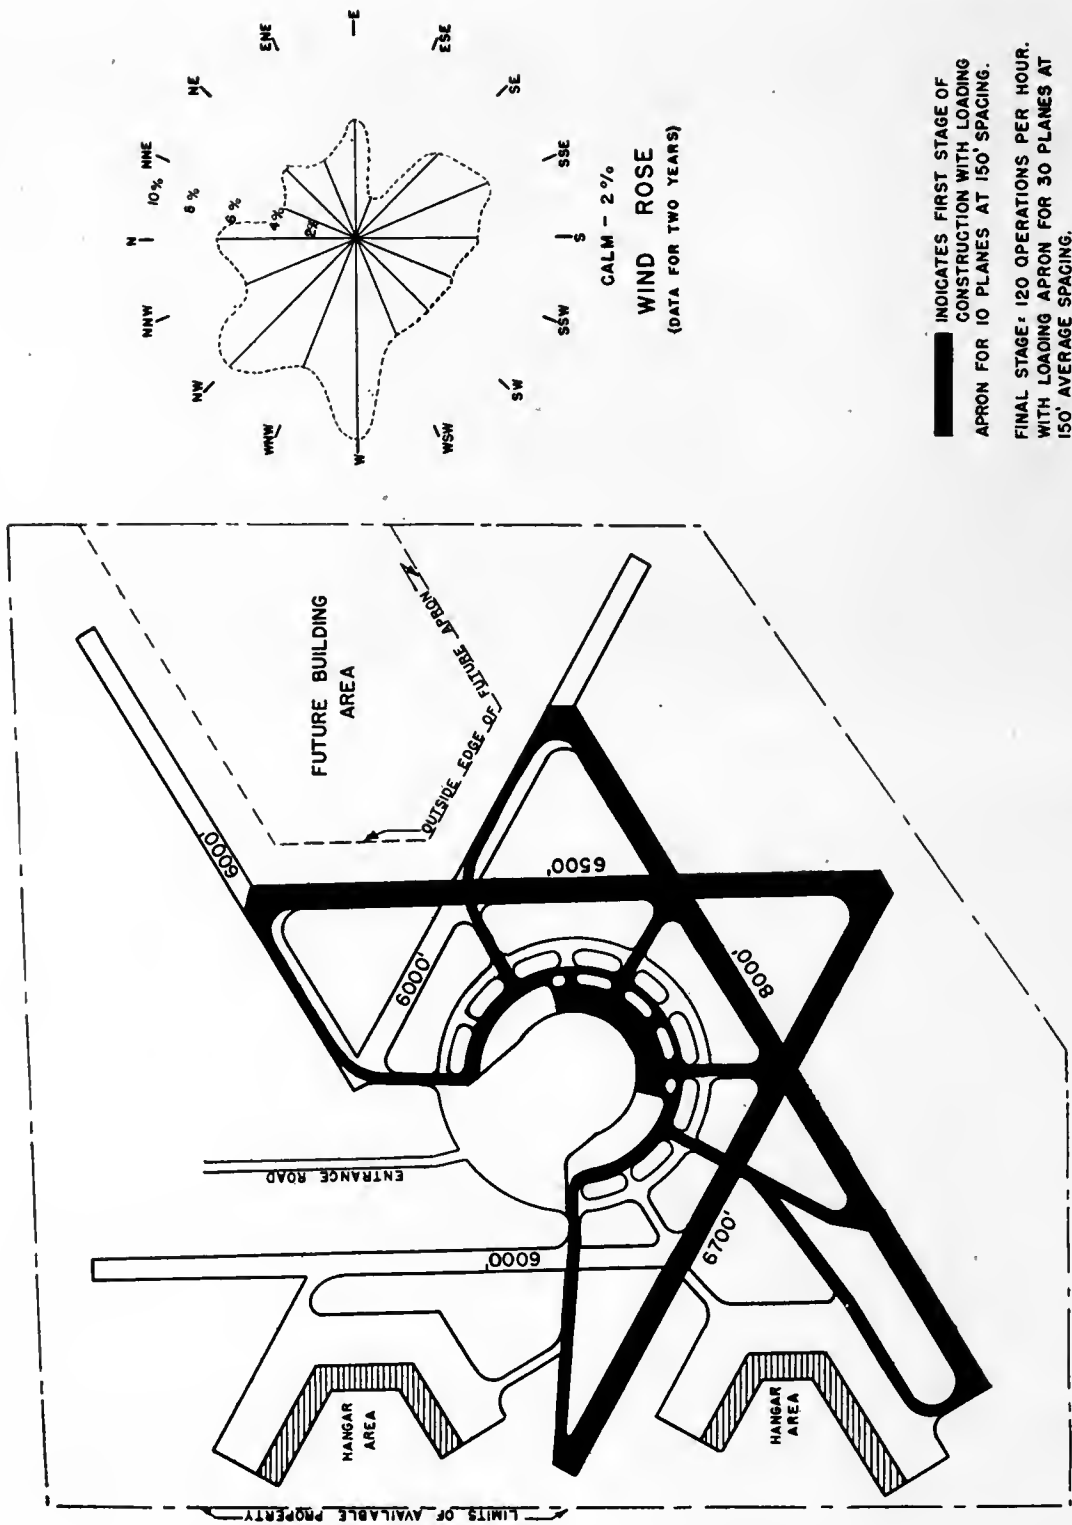 N
NNE
NE
ENE
E
ESE
SE
SSE
S
SSW
SW
WSW
W
WNW
NW
NNW
10%
8%
6%
4%
2%
CALM - 2%
WIND ROSE
(DATA FOR TWO YEARS)
INDICATES FIRST STAGE OF
CONSTRUCTION WITH LOADING
APRON FOR 10 PLANES AT 150' SPACING.
FINAL STAGE: 120 OPERATIONS PER HOUR.
WITH LOADING APRON FOR 30 PLANES AT
150' AVERAGE SPACING.
FUTURE BUILDING
AREA
OUTSIDE EDGE OF FUTURE APRON
6000'
6000'
6500'
8000'
6700'
6000'
ENTRANCE ROAD
HANGAR
AREA
HANGAR
AREA
LIMITS OF AVAILABLE PROPERTY